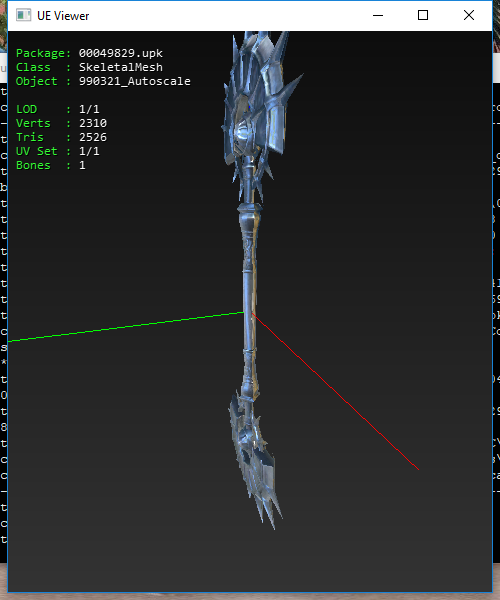 UE Viewer
Package: 00049829.upk
Class : SkeletalMesh
Object : 990321_Autoscale
LOD : 1/1
Verts : 2310
Tris : 2526
UV Set : 1/1
Bones : 1